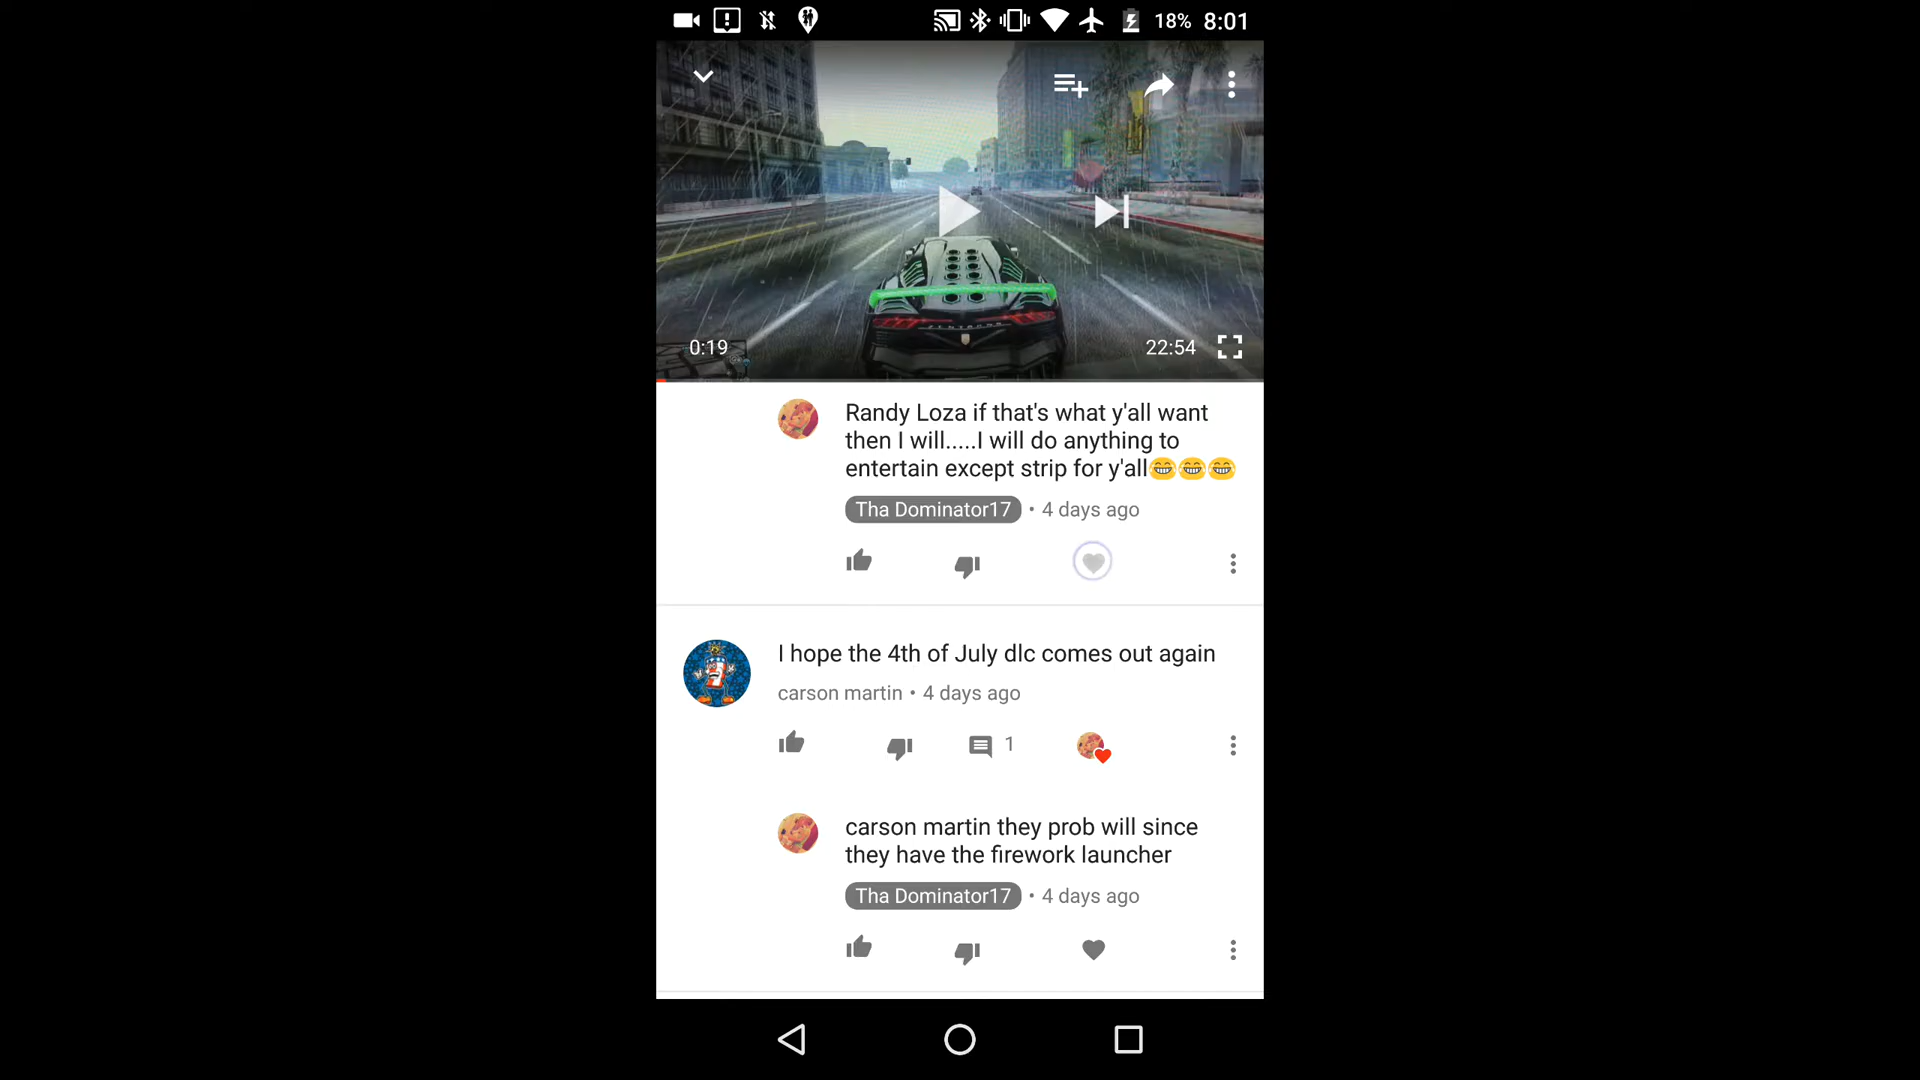 18% 8:01
ZENTORNO
0:19
22:54
Randy Loza if that's what y'all want
then I will.....I will do anything to
entertain except strip for y'all😂😂😂
Tha Dominator17 • 4 days ago
I hope the 4th of July dlc comes out again
carson martin • 4 days ago
1
carson martin they prob will since
they have the firework launcher
Tha Dominator17 • 4 days ago